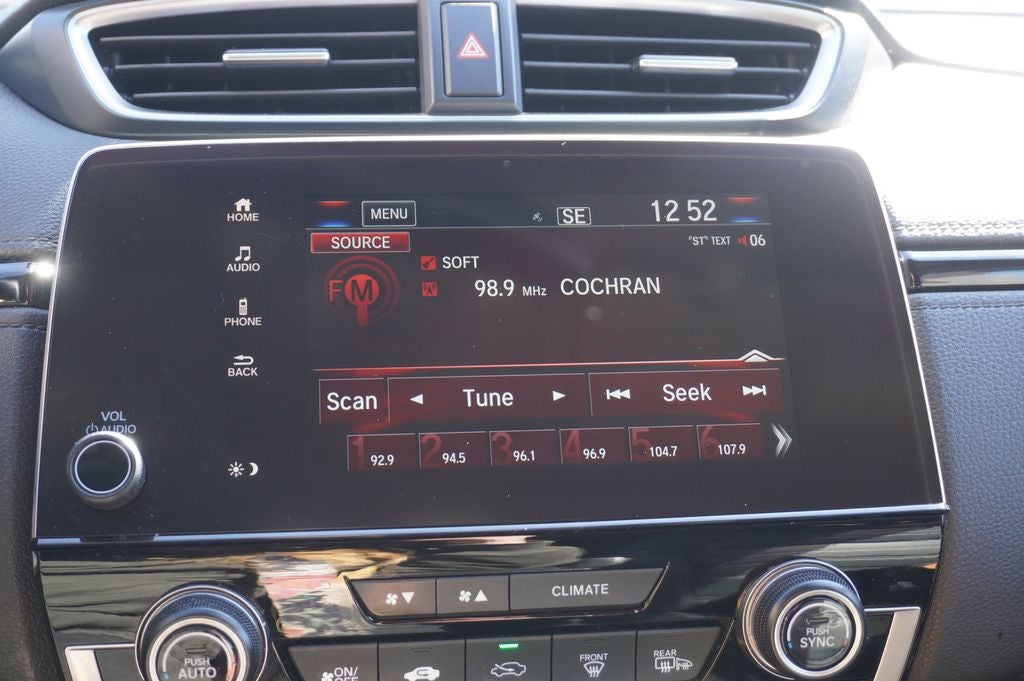 HOME
MENU
SE
12 52
SOURCE
"ST" TEXT 06
AUDIO
SOFT
FM
98.9 MHz COCHRAN
PHONE
BACK
Scan
Tune
Seek
VOL
AUDIO
1 92.9
2 94.5
3 96.1
4 96.9
5 104.7
6 107.9
CLIMATE
PUSH
AUTO
ON/
OFF
FRONT
REAR
PUSH
SYNC